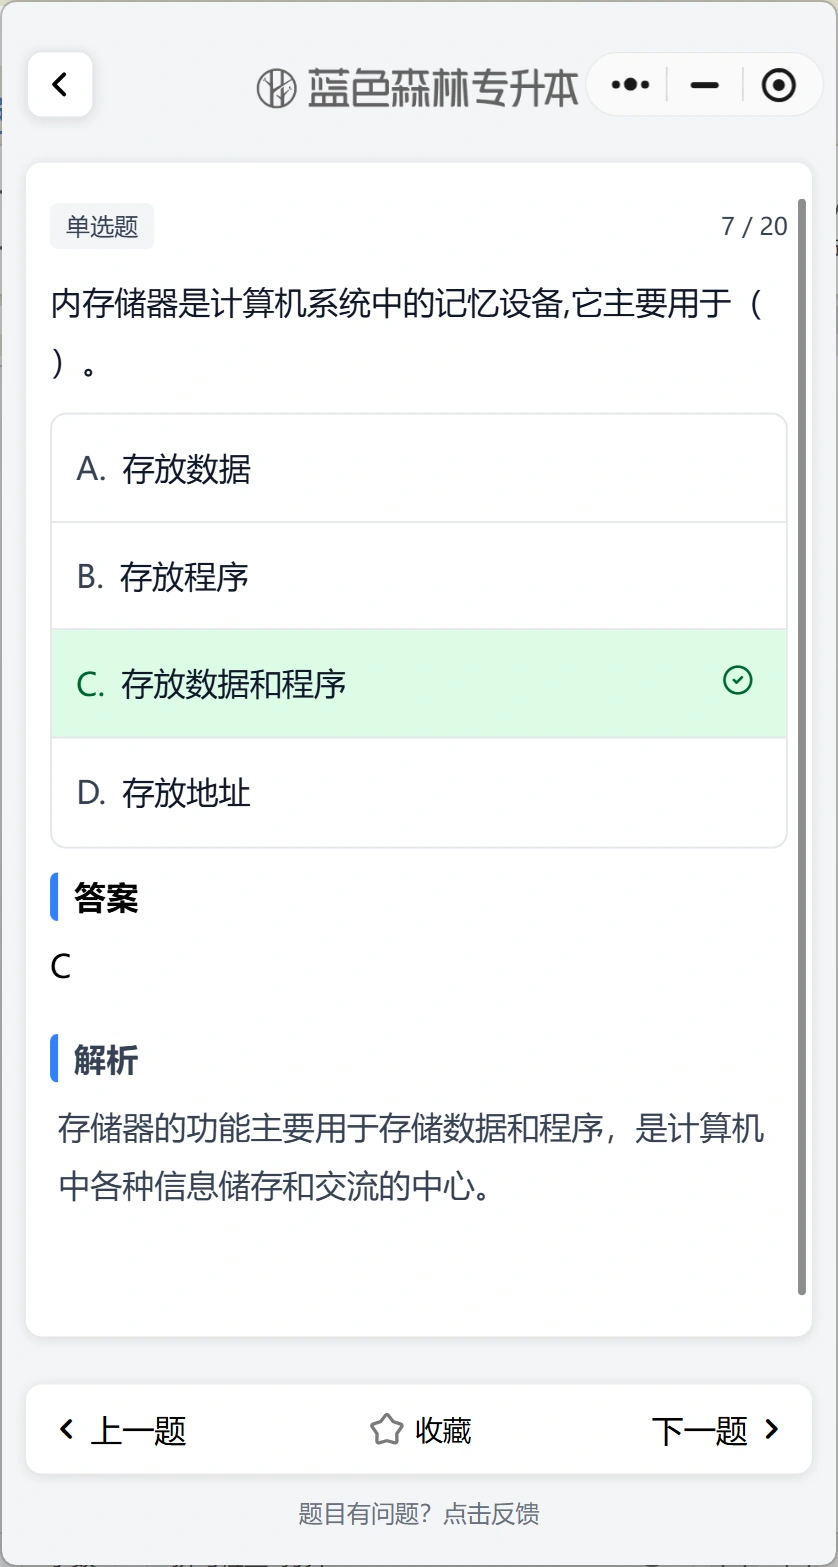 蓝色森林专升本
单选题
7 / 20
内存储器是计算机系统中的记忆设备,它主要用于（
）。
A. 存放数据
B. 存放程序
C. 存放数据和程序
D. 存放地址
答案
C
解析
存储器的功能主要用于存储数据和程序，是计算机
中各种信息储存和交流的中心。
上一题
收藏
下一题
题目有问题？点击反馈